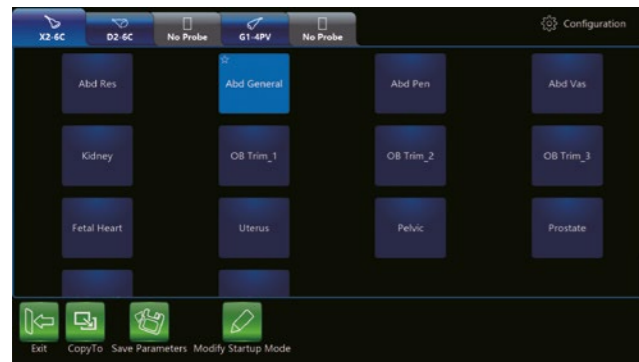 X2-6C D2-6C No Probe G1-4PV No Probe Configuration
Abd Res Abd General Abd Pen Abd Vas
Kidney OB Trim_1 OB Trim_2 OB Trim_3
Fetal Heart Uterus Pelvic Prostate
Exit CopyTo Save Parameters Modify Startup Mode